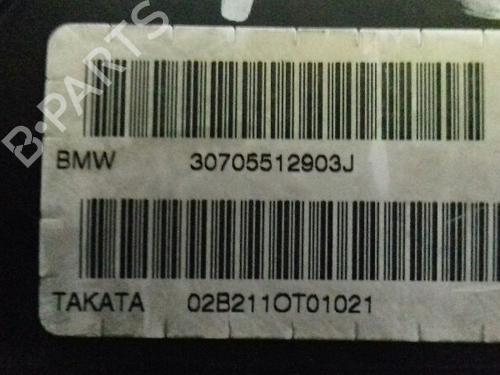 B-PARTS
BMW 30705512903J
TAKATA 02B211OT01021